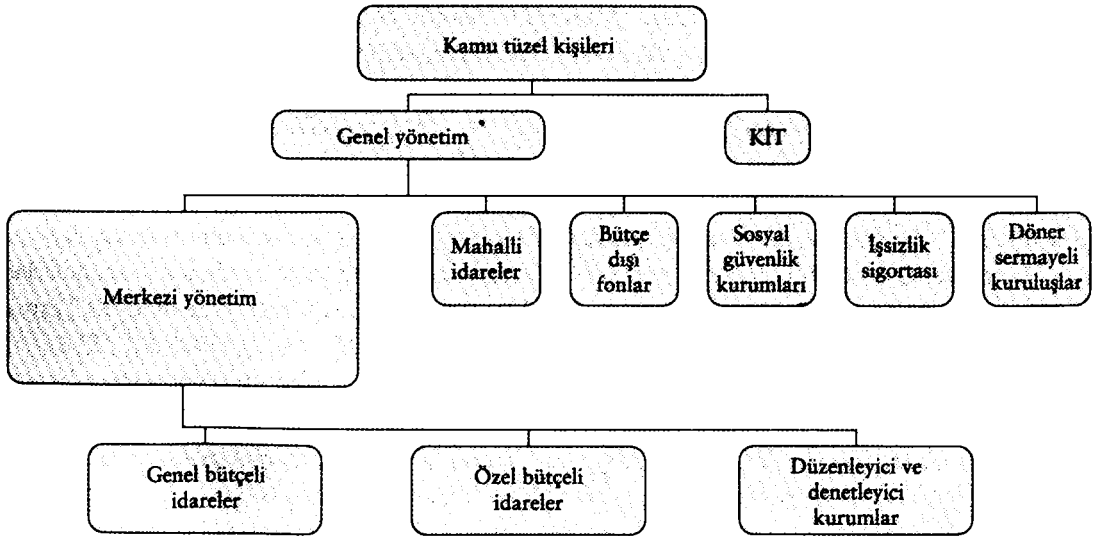 Kamu tüzel kişileri
Genel yönetim
KİT
Merkezi yönetim
Mahalli
idareler
Bütçe
dışı
fonlar
Sosyal
güvenlik
kurumları
İşsizlik
sigortası
Döner
sermayeli
kuruluşlar
Genel bütçeli
idareler
Özel bütçeli
idareler
Düzenleyici ve
denetleyici
kurumlar